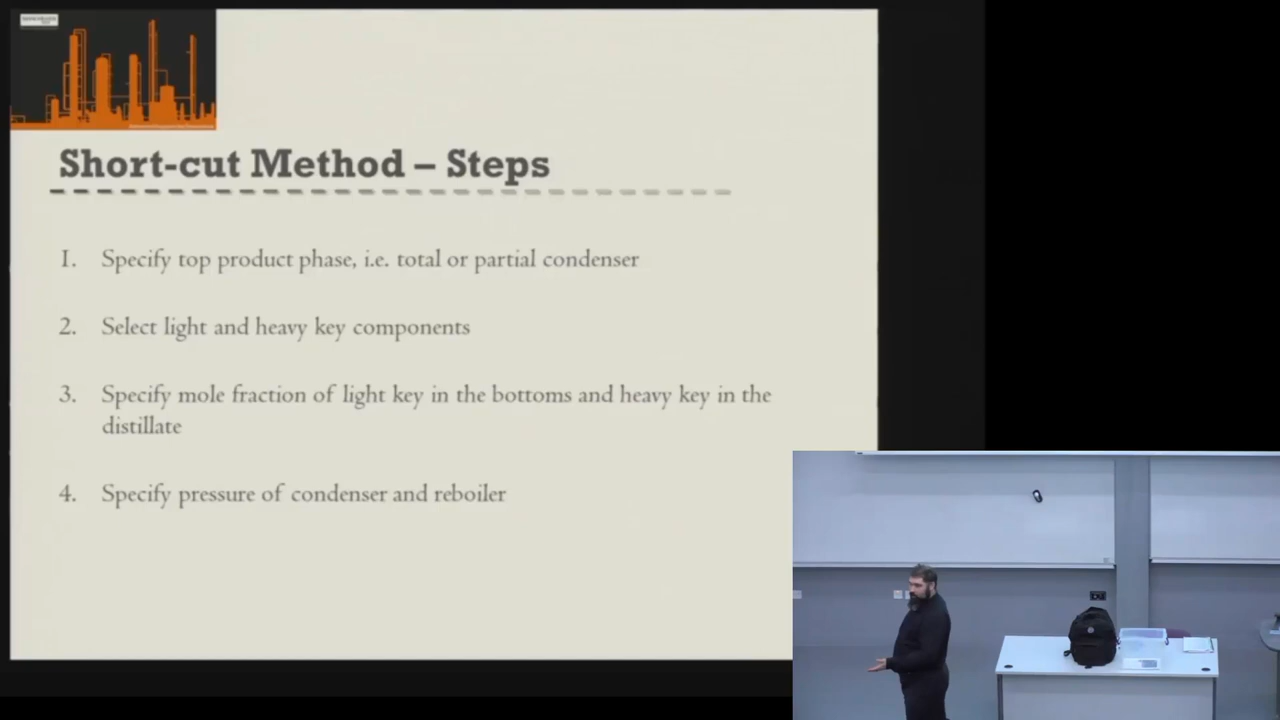 Short-cut Method – Steps
1. Specify top product phase, i.e. total or partial condenser
2. Select light and heavy key components
3. Specify mole fraction of light key in the bottoms and heavy key in the
distillate
4. Specify pressure of condenser and reboiler